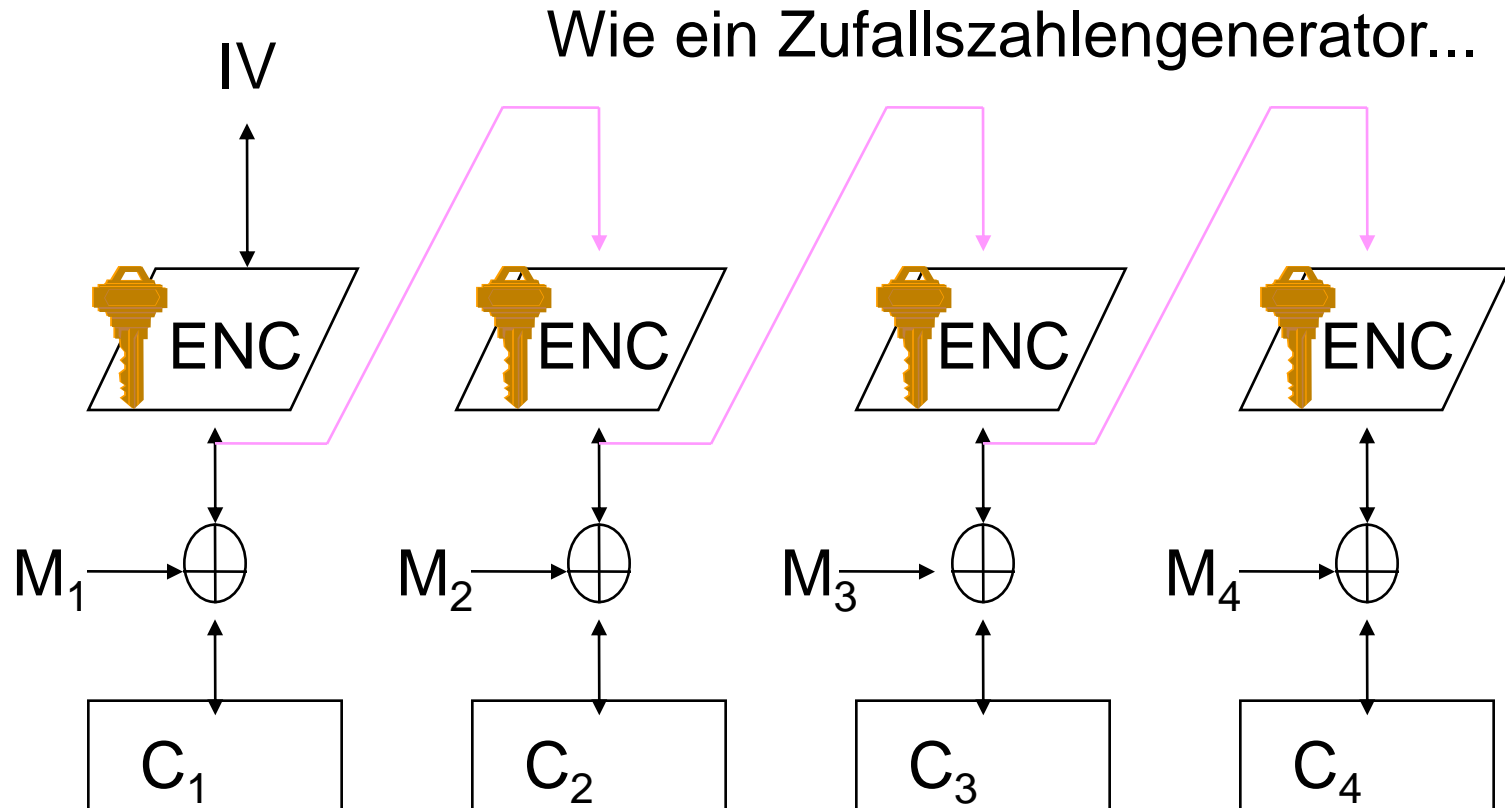 Wie ein Zufallszahlengenerator...
IV
ENC ENC ENC ENC
M₁ M₂ M₃ M₄
C₁ C₂ C₃ C₄